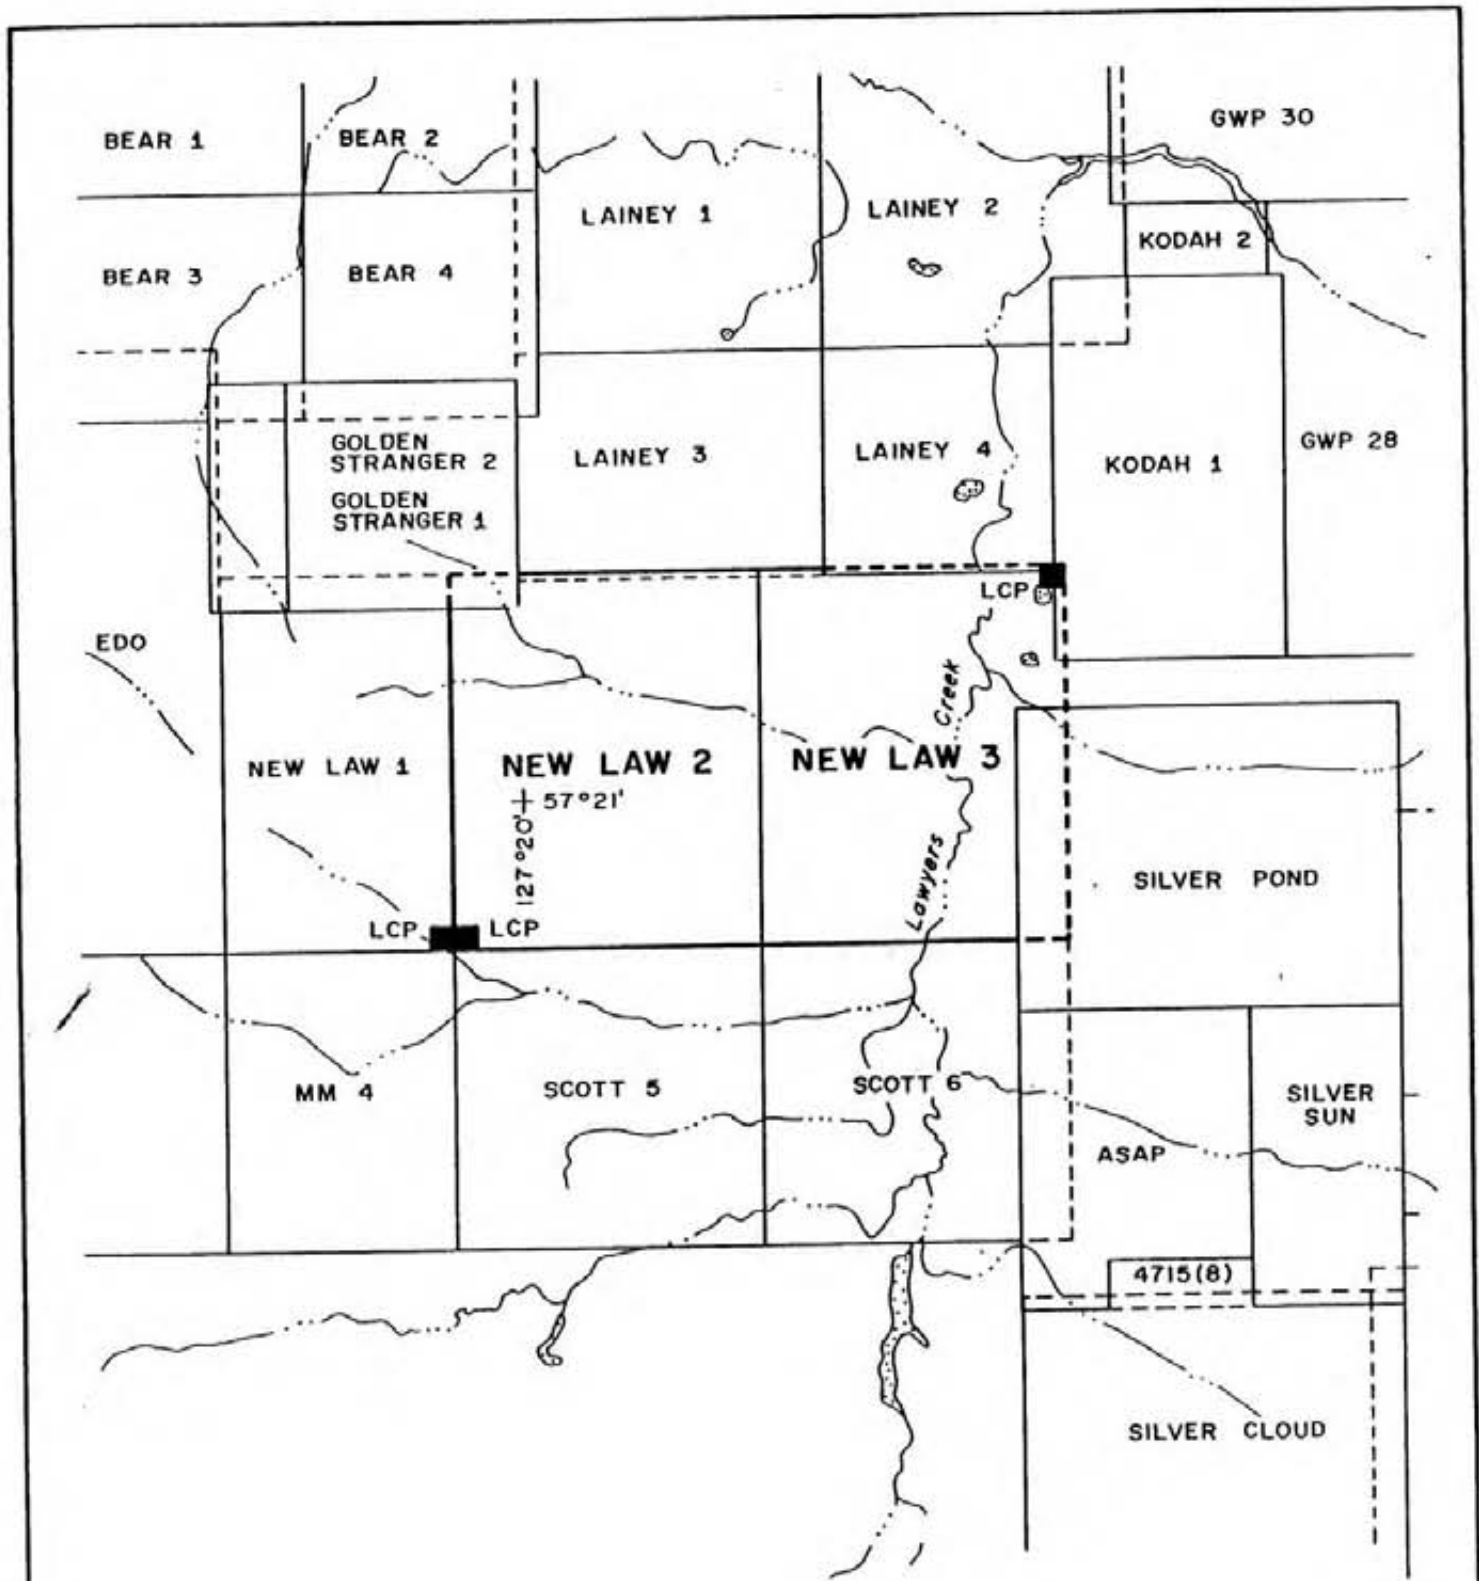 GWP 30
BEAR 1
BEAR 2
LAINEY 1
LAINEY 2
KODAH 2
BEAR 3
BEAR 4
GOLDEN
STRANGER 2
GOLDEN
STRANGER 1
LAINEY 3
LAINEY 4
KODAH 1
GWP 28
LCP
EDO
NEW LAW 1
NEW LAW 2
NEW LAW 3
57°21'
127°20'
Lawyers Creek
SILVER POND
LCP
LCP
MM 4
SCOTT 5
SCOTT 6
SILVER
SUN
ASAP
4715(8)
SILVER CLOUD